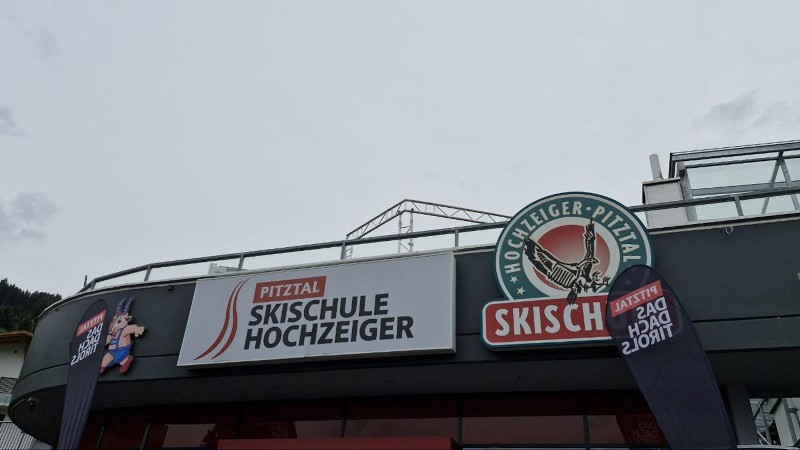 PITZTAL
SKISCHULE
HOCHZEIGER
HOCHZEIGER · PITZTAL
SKISCH
PITZTAL
DAS
DACH
TIROLS
PITZTAL
DAS
DACH
TIROLS